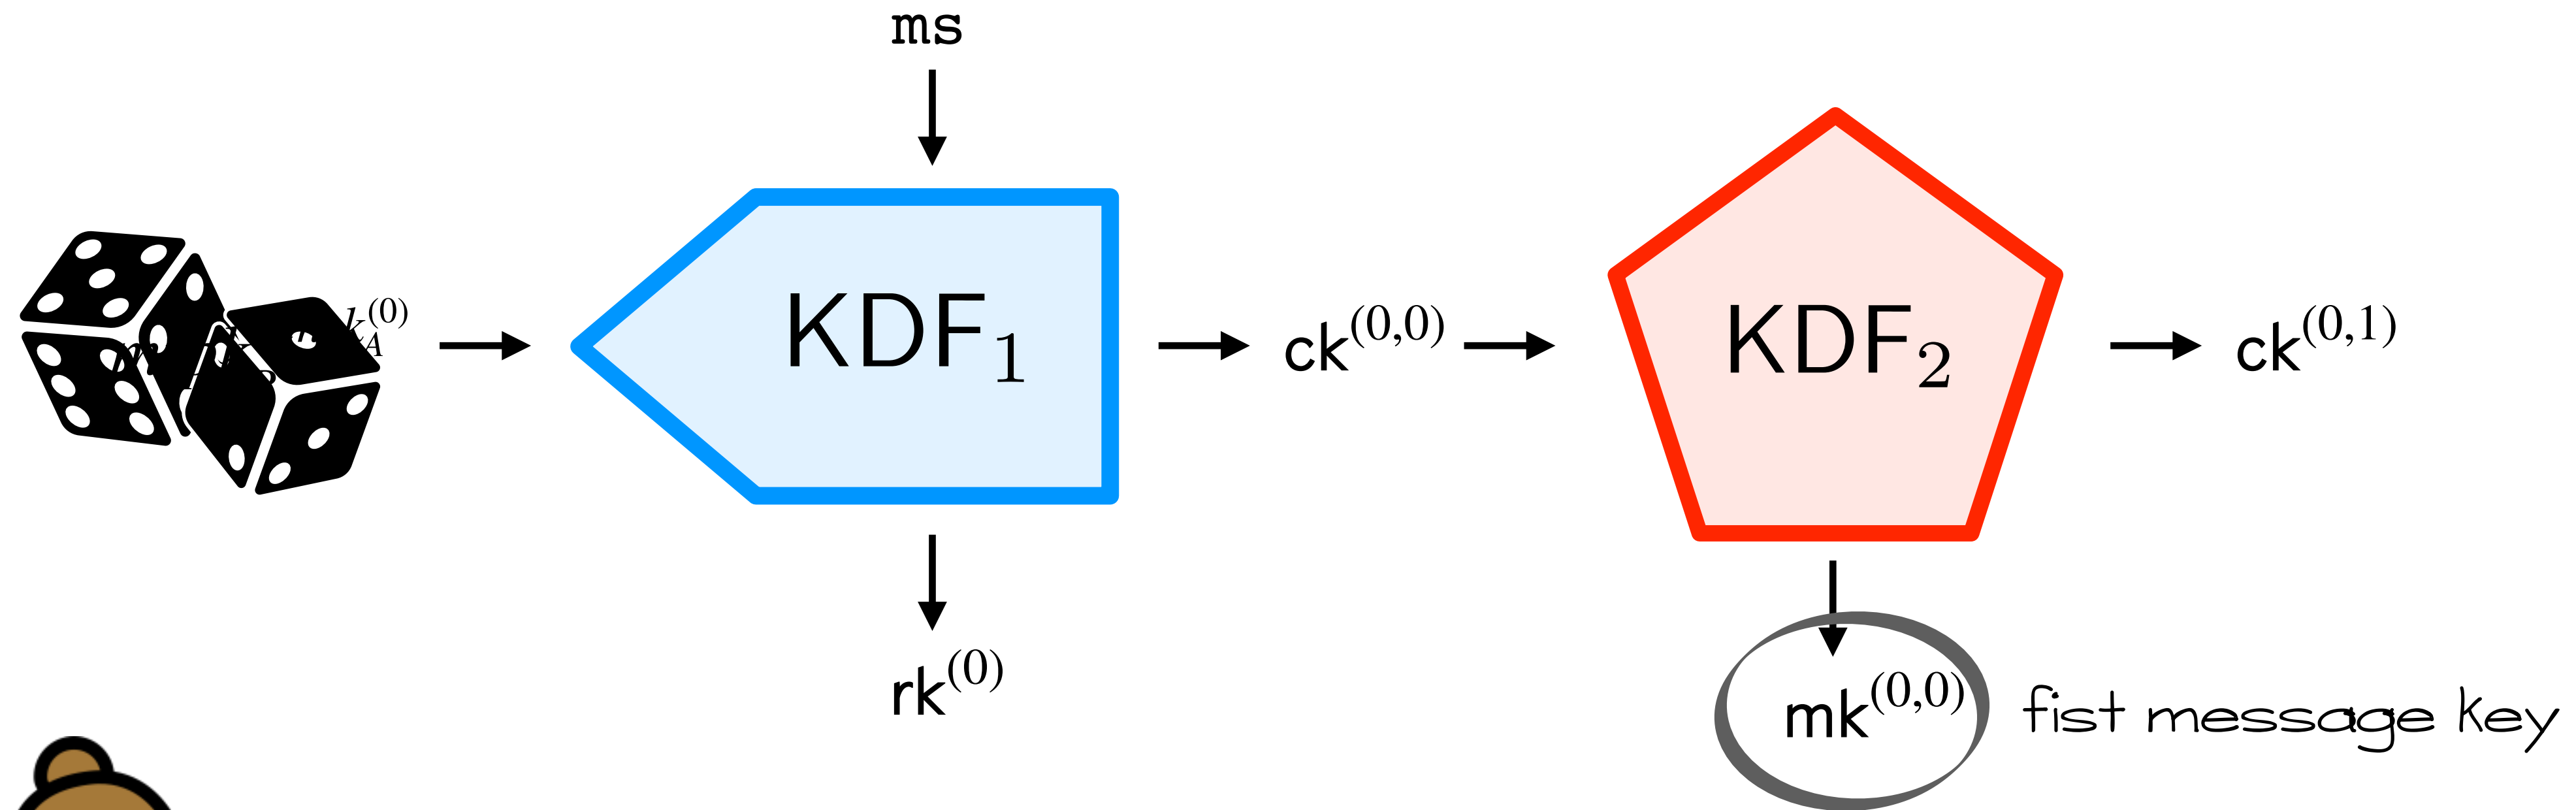 ms
KDF₁
ck⁽⁰,⁰⁾
KDF₂
ck⁽⁰,¹⁾
rk⁽⁰⁾
mk⁽⁰,⁰⁾ fist message key